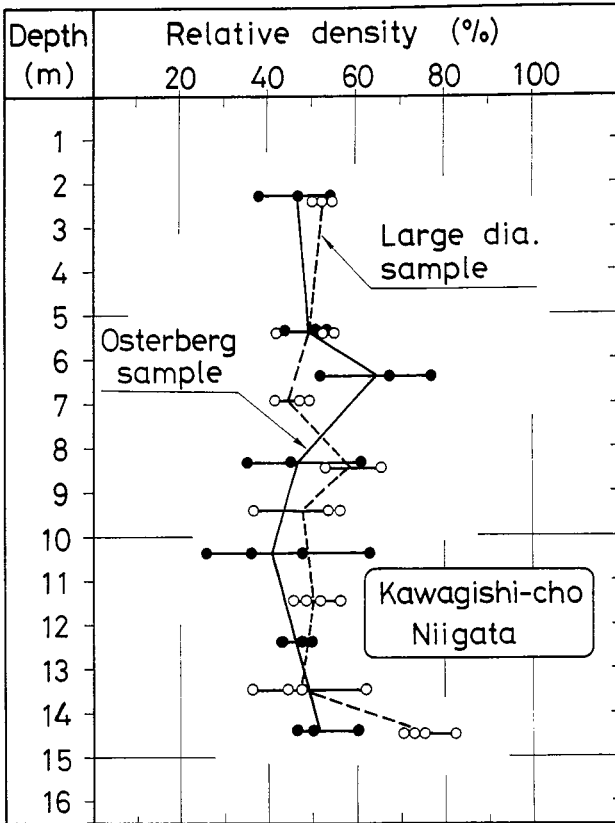 Depth
(m)
Relative density (%)
20 40 60 80 100
1
2
3
4
5
6
7
8
9
10
11
12
13
14
15
16
Large dia.
sample
Osterberg
sample
Kawagishi-cho
Niigata